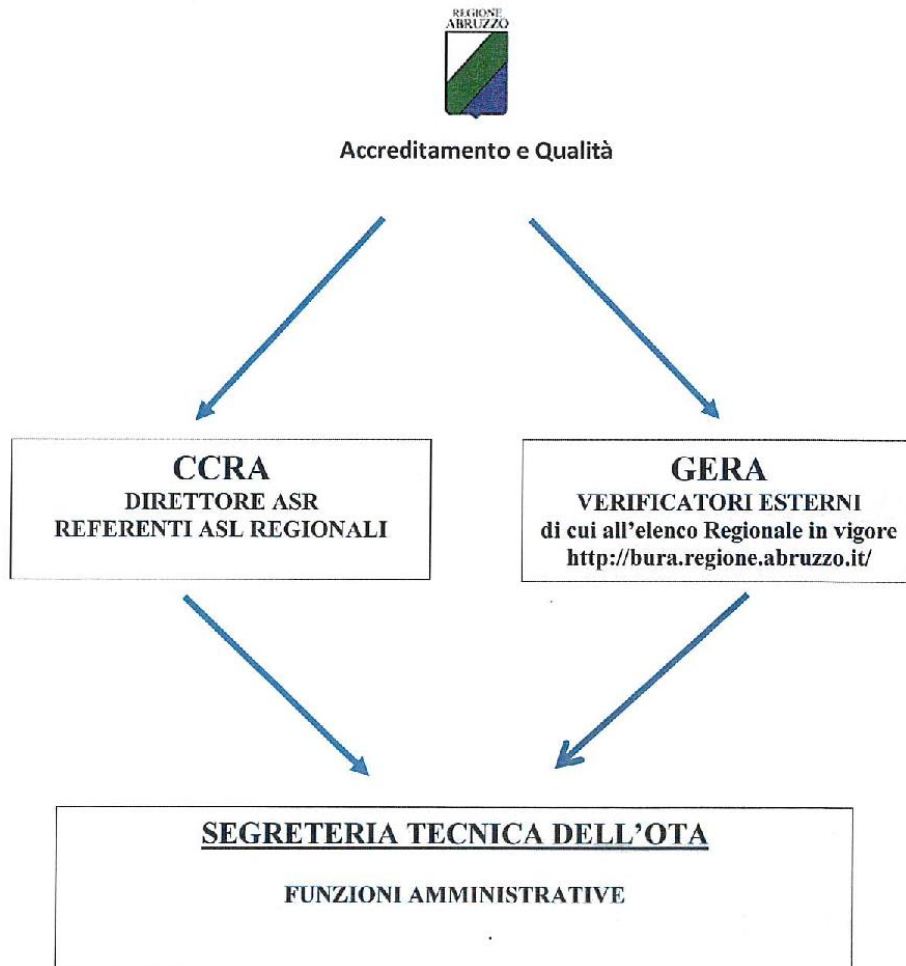 REGIONE
ABRUZZO
Accreditamento e Qualità
CCRA
DIRETTORE ASR
REFERENTI ASL REGIONALI
GERA
VERIFICATORI ESTERNI
di cui all'elenco Regionale in vigore
http://bura.regione.abruzzo.it/
SEGRETERIA TECNICA DELL'OTA
FUNZIONI AMMINISTRATIVE